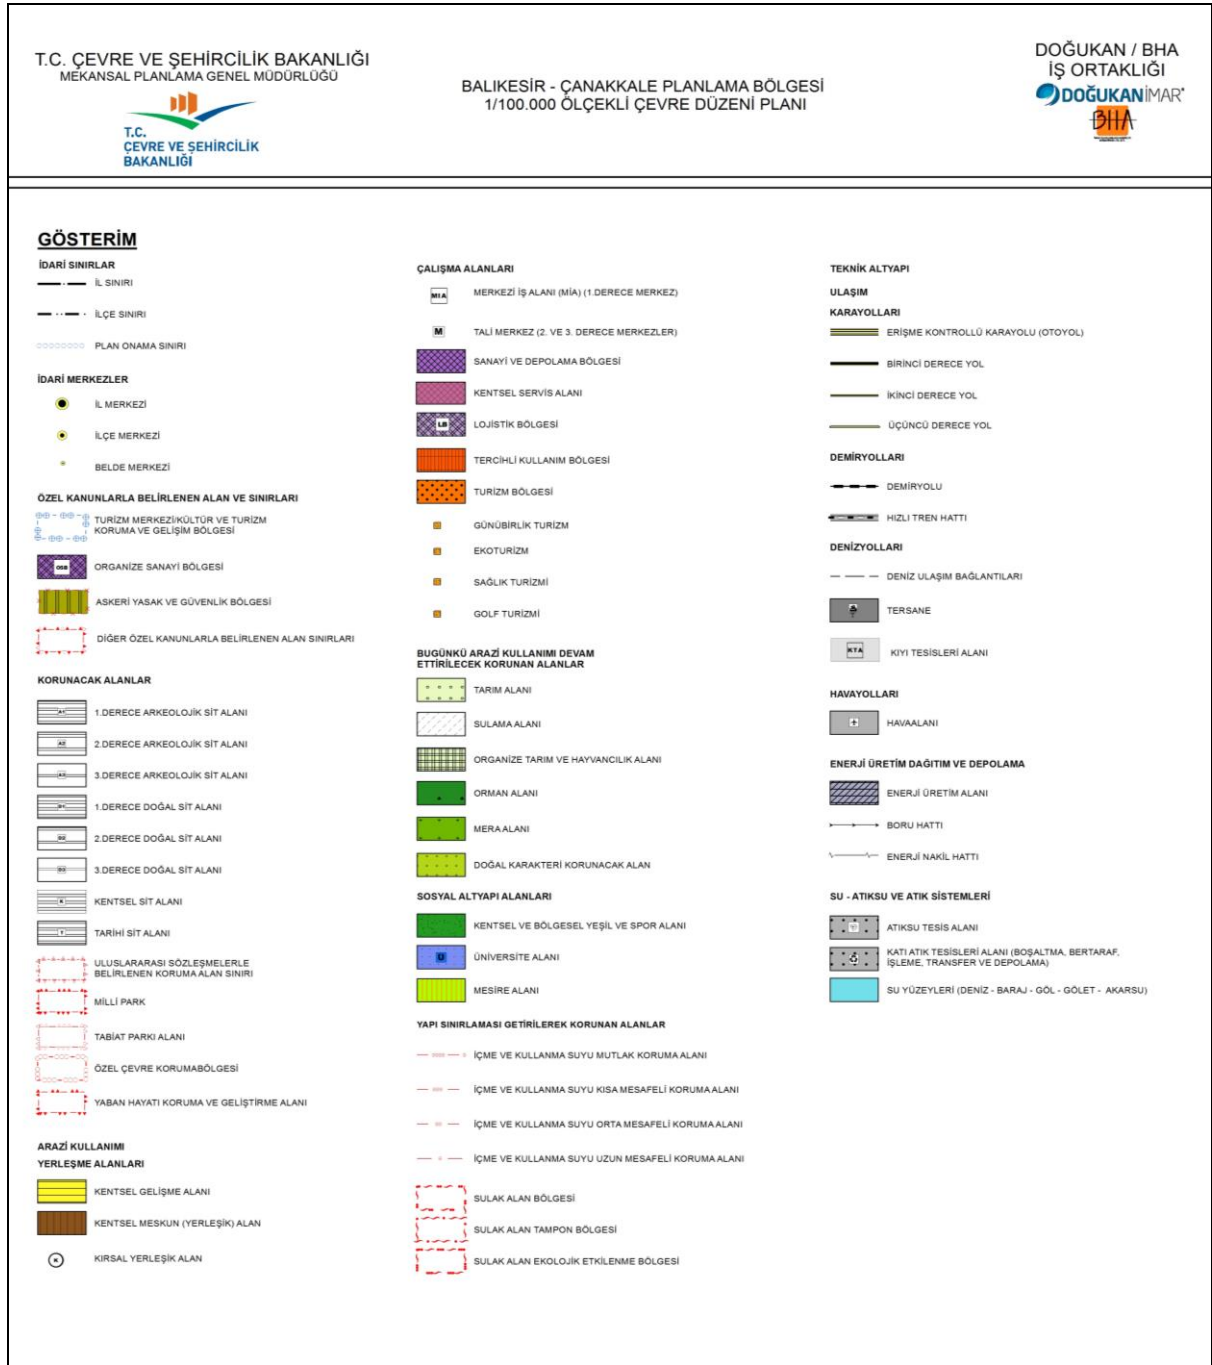 T.C. ÇEVRE VE ŞEHİRCİLİK BAKANLIĞI
MEKANSAL PLANLAMA GENEL MÜDÜRLÜĞÜ
T.C.
ÇEVRE VE ŞEHİRCİLİK
BAKANLIĞI
BALIKESİR - ÇANAKKALE PLANLAMA BÖLGESİ
1/100.000 ÖLÇEKLİ ÇEVRE DÜZENİ PLANI
DOĞUKAN / BHA
İŞ ORTAKLIĞI
DOĞUKANİMAR
BHA
GÖSTERİM
İDARİ SINIRLAR
İL SINIRI
İLÇE SINIRI
PLAN ONAMA SINIRI
İDARİ MERKEZLER
İL MERKEZİ
İLÇE MERKEZİ
BELDE MERKEZİ
ÖZEL KANUNLARLA BELİRLENEN ALAN VE SINIRLARI
TURİZM MERKEZİ/KÜLTÜR VE TURİZM
KORUMA VE GELİŞİM BÖLGESİ
OSB ORGANİZE SANAYİ BÖLGESİ
ASKERİ YASAK VE GÜVENLİK BÖLGESİ
DİĞER ÖZEL KANUNLARLA BELİRLENEN ALAN SINIRLARI
KORUNACAK ALANLAR
A1 1.DERECE ARKEOLOJİK SİT ALANI
A2 2.DERECE ARKEOLOJİK SİT ALANI
A3 3.DERECE ARKEOLOJİK SİT ALANI
D1 1.DERECE DOĞAL SİT ALANI
D2 2.DERECE DOĞAL SİT ALANI
D3 3.DERECE DOĞAL SİT ALANI
K KENTSEL SİT ALANI
T TARİHİ SİT ALANI
ULUSLARARASI SÖZLEŞMELERLE
BELİRLENEN KORUMA ALAN SINIRI
MİLLİ PARK
TABİAT PARKI ALANI
ÖZEL ÇEVRE KORUMABÖLGESİ
YABAN HAYATI KORUMA VE GELİŞTİRME ALANI
ARAZİ KULLANIMI
YERLEŞME ALANLARI
KENTSEL GELİŞME ALANI
KENTSEL MESKUN (YERLEŞİK) ALAN
KIRSAL YERLEŞİK ALAN
ÇALIŞMA ALANLARI
MIA MERKEZİ İŞ ALANI (MİA) (1.DERECE MERKEZ)
M TALİ MERKEZ (2. VE 3. DERECE MERKEZLER)
SANAYİ VE DEPOLAMA BÖLGESİ
KENTSEL SERVİS ALANI
LB LOJİSTİK BÖLGESİ
TERCİHLİ KULLANIM BÖLGESİ
TURİZM BÖLGESİ
GÜNÜBİRLİK TURİZM
EKOTURİZM
SAĞLIK TURİZMİ
GOLF TURİZMİ
BUGÜNKÜ ARAZİ KULLANIMI DEVAM
ETTİRİLECEK KORUNAN ALANLAR
TARIM ALANI
SULAMA ALANI
ORGANİZE TARIM VE HAYVANCILIK ALANI
ORMAN ALANI
MERA ALANI
DOĞAL KARAKTERİ KORUNACAK ALAN
SOSYAL ALTYAPI ALANLARI
KENTSEL VE BÖLGESEL YEŞİL VE SPOR ALANI
Ü ÜNİVERSİTE ALANI
MESİRE ALANI
YAPI SINIRLAMASI GETİRİLEREK KORUNAN ALANLAR
İÇME VE KULLANMA SUYU MUTLAK KORUMA ALANI
İÇME VE KULLANMA SUYU KISA MESAFELİ KORUMA ALANI
İÇME VE KULLANMA SUYU ORTA MESAFELİ KORUMA ALANI
İÇME VE KULLANMA SUYU UZUN MESAFELİ KORUMA ALANI
SULAK ALAN BÖLGESİ
SULAK ALAN TAMPON BÖLGESİ
SULAK ALAN EKOLOJİK ETKİLENME BÖLGESİ
TEKNİK ALTYAPI
ULAŞIM
KARAYOLLARI
ERİŞME KONTROLLÜ KARAYOLU (OTOYOL)
BİRİNCİ DERECE YOL
İKİNCİ DERECE YOL
ÜÇÜNCÜ DERECE YOL
DEMİRYOLLARI
DEMİRYOLU
HIZLI TREN HATTI
DENİZYOLLARI
DENİZ ULAŞIM BAĞLANTILARI
TERSANE
KTA KIYI TESİSLERİ ALANI
HAVAYOLLARI
HAVAALANI
ENERJİ ÜRETİM DAĞITIM VE DEPOLAMA
ENERJİ ÜRETİM ALANI
BORU HATTI
ENERJİ NAKİL HATTI
SU - ATIKSU VE ATIK SİSTEMLERİ
ATIKSU TESİS ALANI
KATI ATIK TESİSLERİ ALANI (BOŞALTMA, BERTARAF,
İŞLEME, TRANSFER VE DEPOLAMA)
SU YÜZEYLERİ (DENİZ - BARAJ - GÖL - GÖLET - AKARSU)